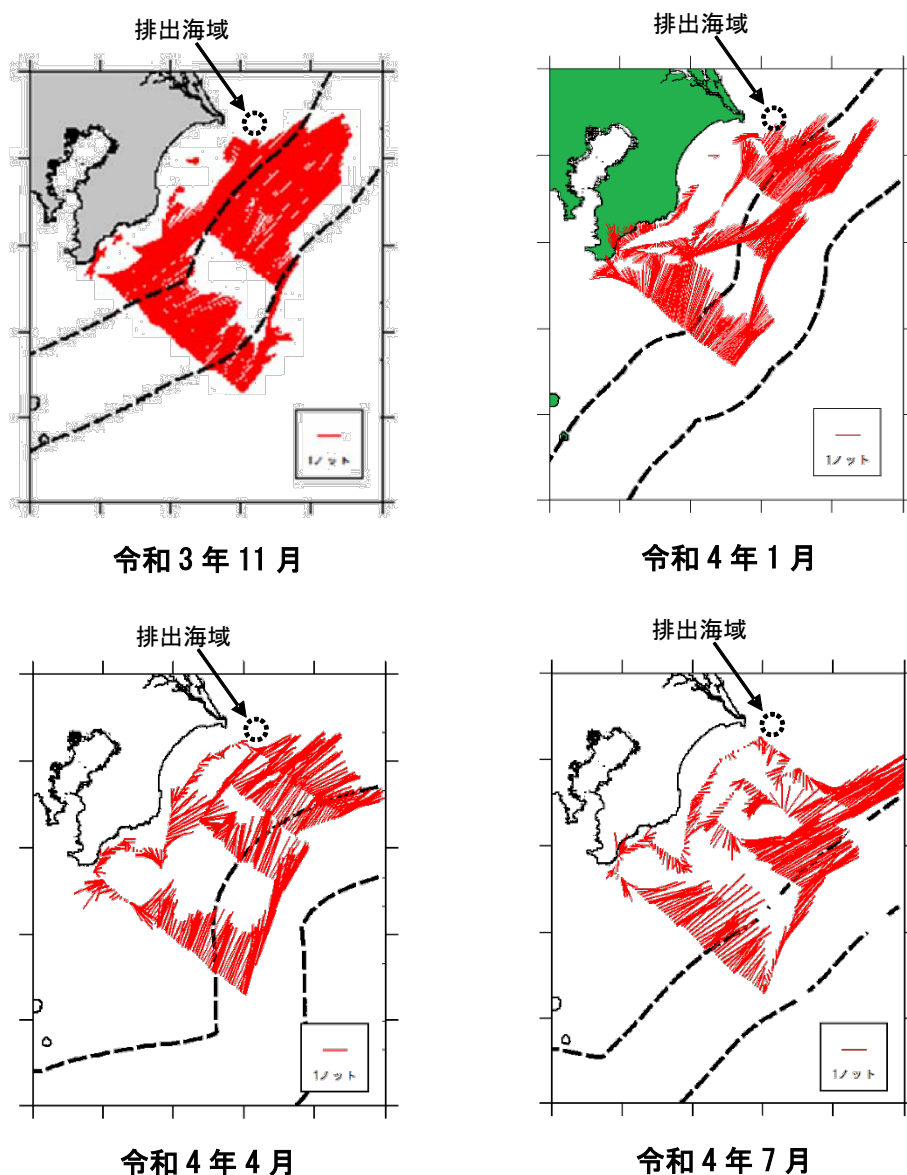 排出海域
排出海域
1ノット
1ノット
令和3年11月
令和4年1月
排出海域
排出海域
1ノット
1ノット
令和4年4月
令和4年7月